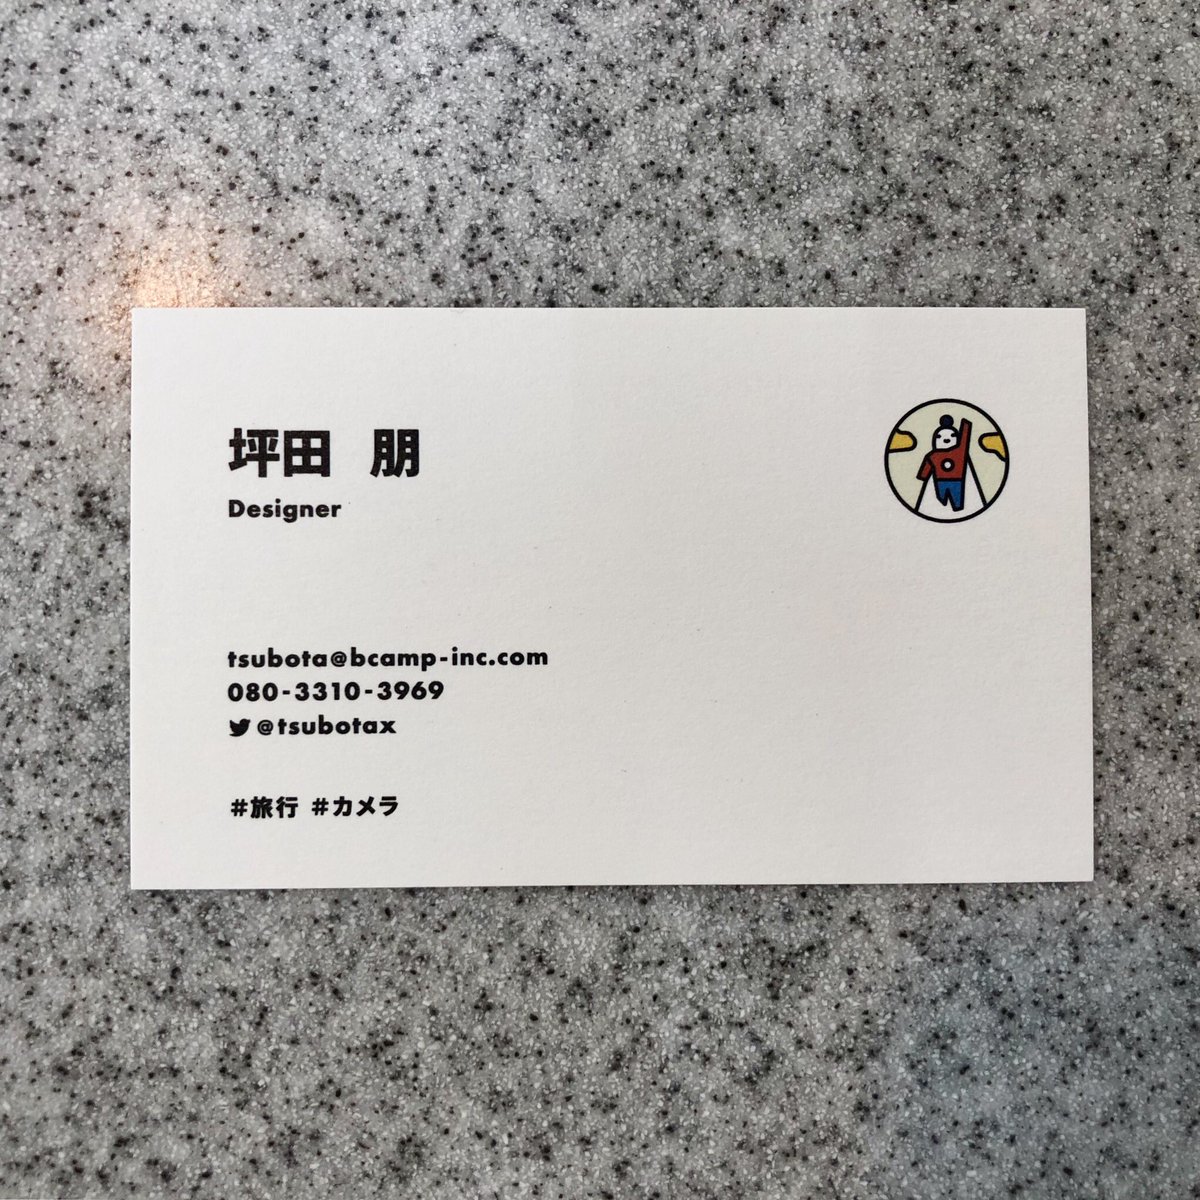 坪田 朋
Designer
tsubota@bcamp-inc.com
080-3310-3969
@tsubotax
#旅行 #カメラ